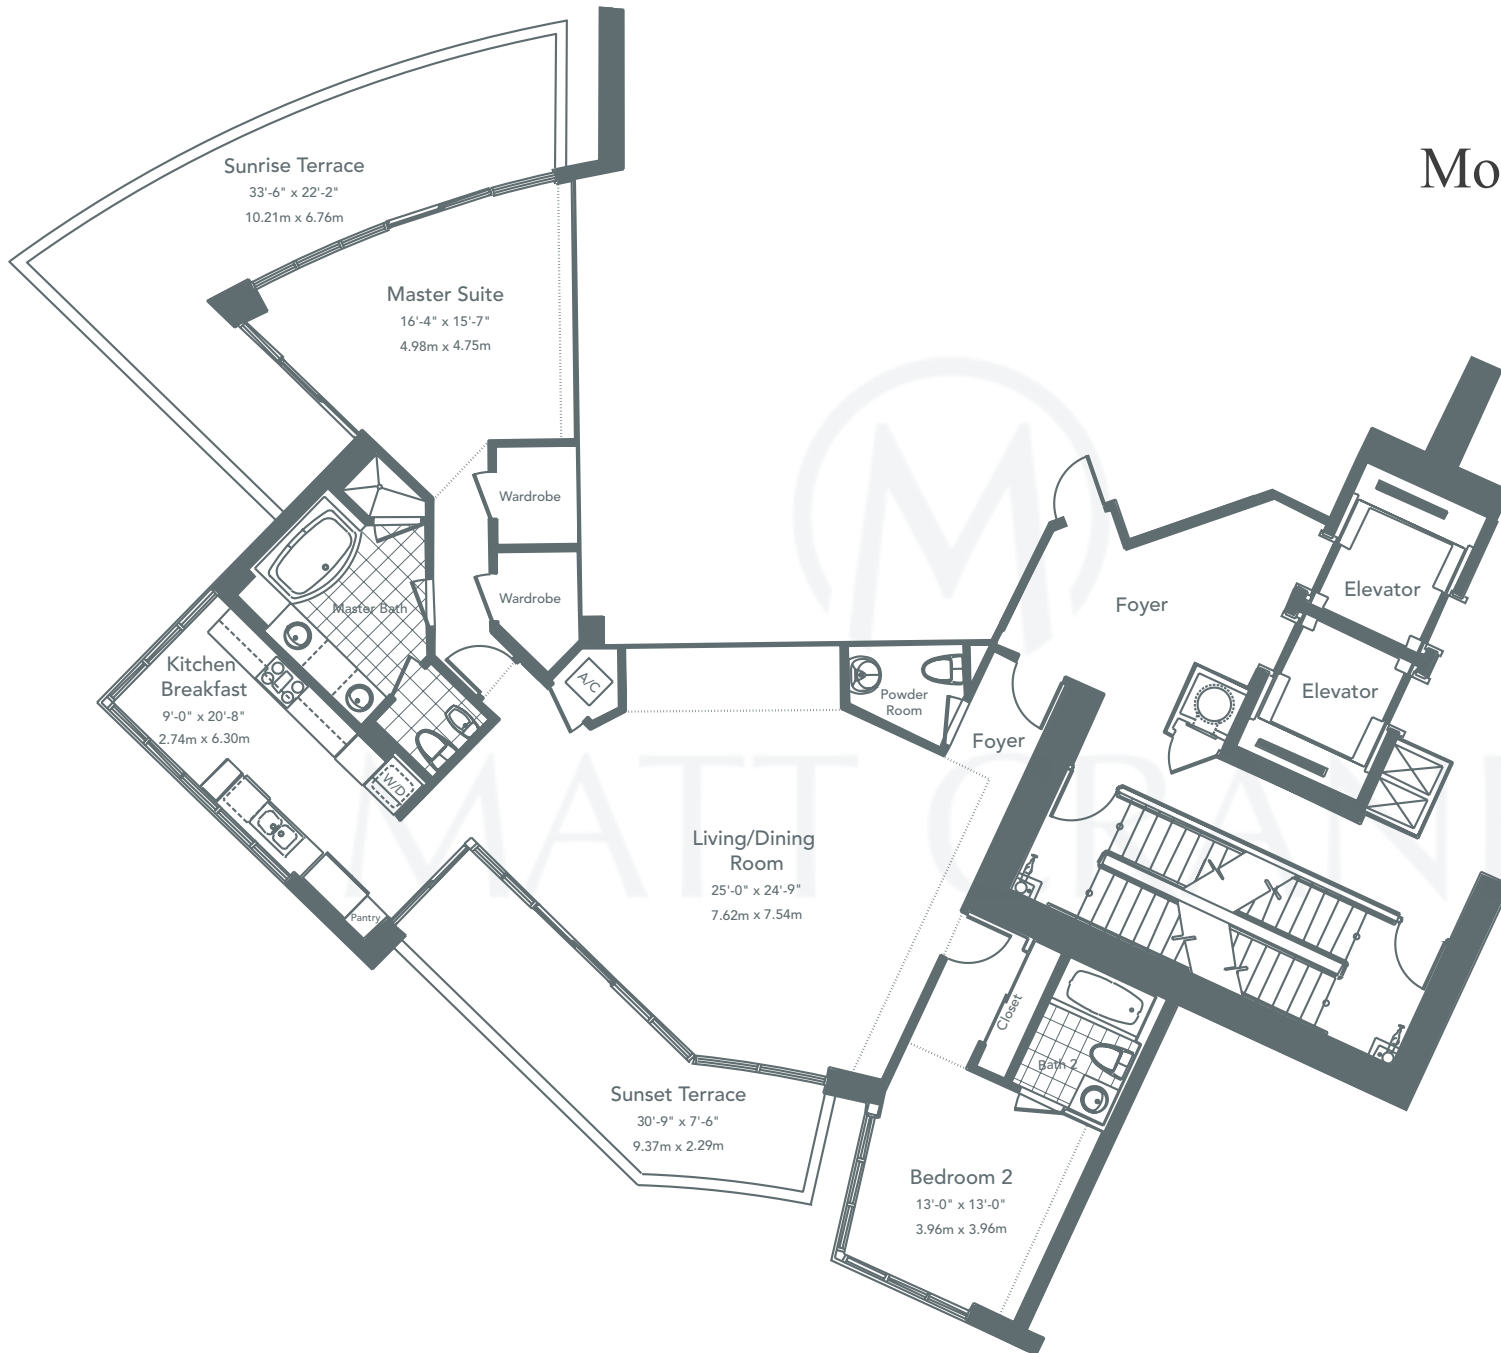 Mo
Sunrise Terrace
33'-6" x 22'-2"
10.21m x 6.76m
Master Suite
16'-4" x 15'-7"
4.98m x 4.75m
Wardrobe
Wardrobe
Master Bath
Kitchen
Breakfast
9'-0" x 20'-8"
2.74m x 6.30m
A/C
W/D
Pantry
Powder
Room
Foyer
Foyer
Elevator
Elevator
Living/Dining
Room
25'-0" x 24'-9"
7.62m x 7.54m
Closet
Bath 2
Sunset Terrace
30'-9" x 7'-6"
9.37m x 2.29m
Bedroom 2
13'-0" x 13'-0"
3.96m x 3.96m
M
MATT CRAN